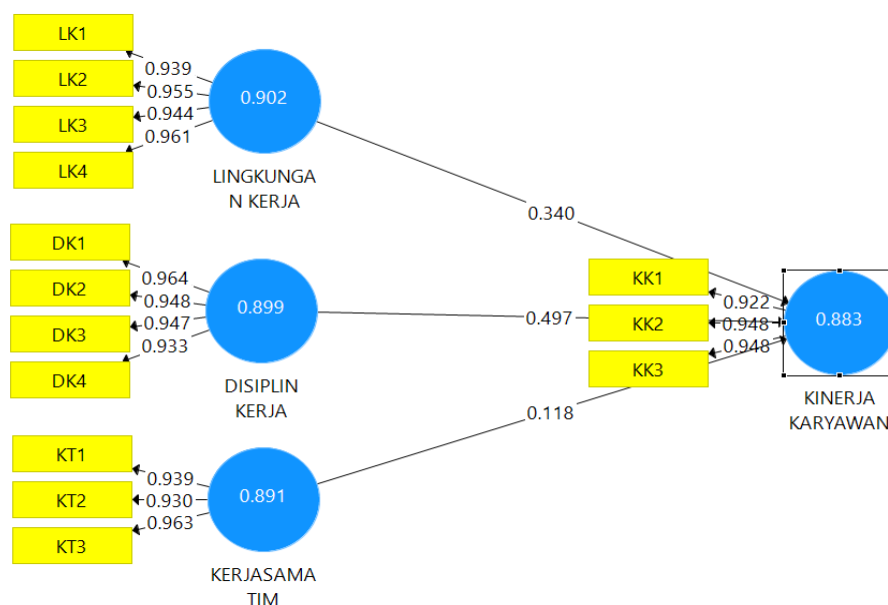 LK1
0.939
LK2
0.955
LK3
0.944
0.961
LK4
0.902
LINGKUNGA
N KERJA
0.340
DK1
0.964
DK2
0.948
DK3
0.947
0.933
DK4
0.899
DISIPLIN
KERJA
0.497
KK1
0.922
KK2
0.948
KK3
0.948
0.883
KINERJA
KARYAWAN
0.118
KT1
0.939
KT2
0.930
0.963
KT3
0.891
KERJASAMA
TIM